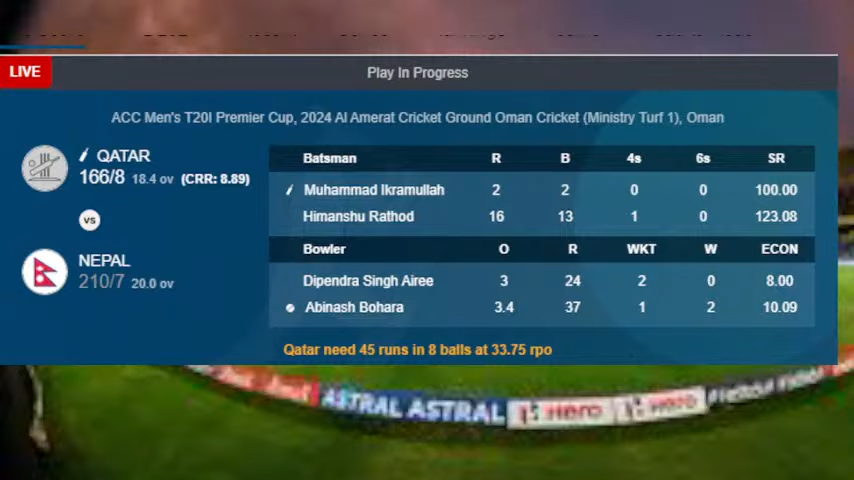 LIVE
Play In Progress
ACC Men's T20I Premier Cup, 2024 Al Amerat Cricket Ground Oman Cricket (Ministry Turf 1), Oman
QATAR
166/8 18.4 ov (CRR: 8.89)
vs
NEPAL
210/7 20.0 ov
Batsman R B 4s 6s SR
Muhammad Ikramullah 2 2 0 0 100.00
Himanshu Rathod 16 13 1 0 123.08
Bowler O R WKT W ECON
Dipendra Singh Airee 3 24 2 0 8.00
Abinash Bohara 3.4 37 1 2 10.09
Qatar need 45 runs in 8 balls at 33.75 rpo
ASTRAL ASTRAL Hero Hero